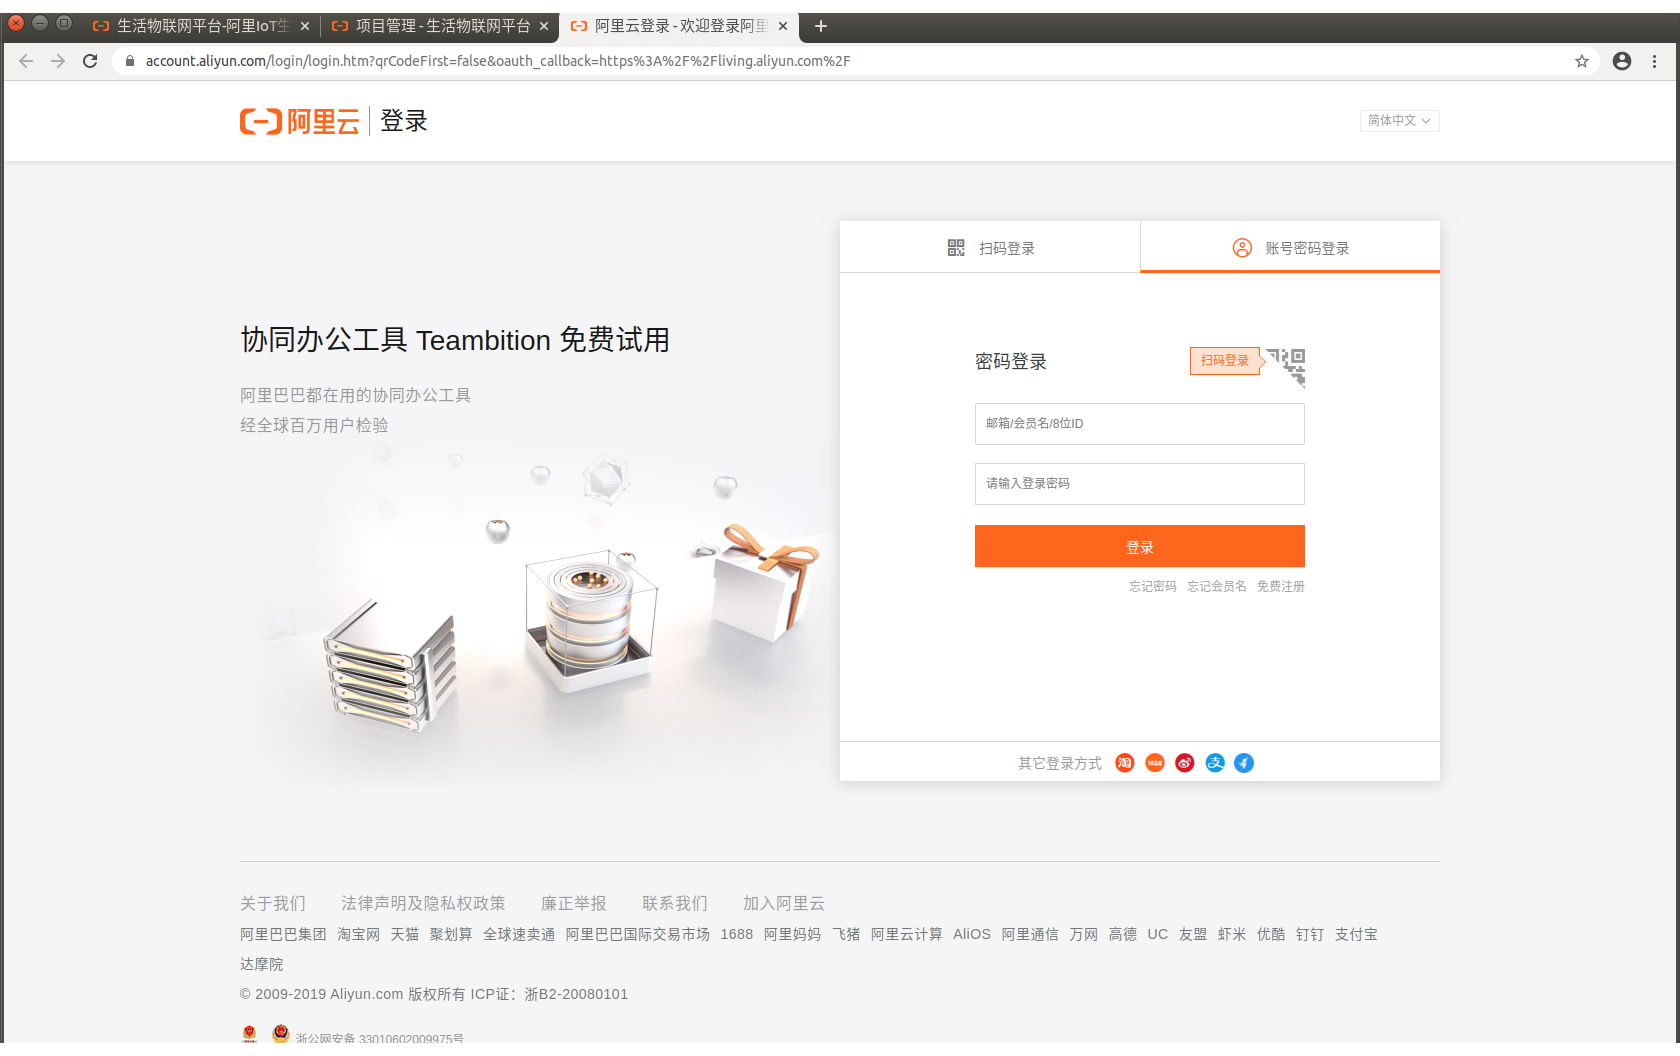 生活物联网平台-阿里IoT生
项目管理 - 生活物联网平台
阿里云登录 - 欢迎登录阿里
account.aliyun.com/login/login.htm?qrCodeFirst=false&oauth_callback=https%3A%2F%2Fliving.aliyun.com%2F
阿里云 登录
简体中文
扫码登录
账号密码登录
协同办公工具 Teambition 免费试用
阿里巴巴都在用的协同办公工具
经全球百万用户检验
密码登录
扫码登录
邮箱/会员名/8位ID
请输入登录密码
登录
忘记密码 忘记会员名 免费注册
其它登录方式 淘 1688 支
关于我们 法律声明及隐私权政策 廉正举报 联系我们 加入阿里云
阿里巴巴集团 淘宝网 天猫 聚划算 全球速卖通 阿里巴巴国际交易市场 1688 阿里妈妈 飞猪 阿里云计算 AliOS 阿里通信 万网 高德 UC 友盟 虾米 优酷 钉钉 支付宝
达摩院
© 2009-2019 Aliyun.com 版权所有 ICP证：浙B2-20080101
浙公网安备 33010602009975号